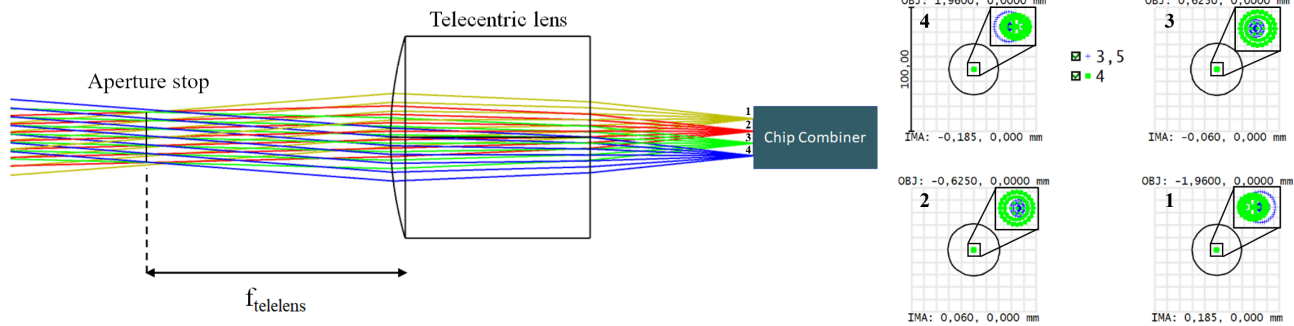 Telecentric lens
Aperture stop
f telelens
1
2
3
4
Chip Combiner
OBJ: 1,9600, 0,0000 mm
4
100,00
IMA: -0,185, 0,000 mm
3,5
4
OBJ: 0,6250, 0,0000 mm
3
IMA: -0,060, 0,000 mm
OBJ: -0,6250, 0,0000 mm
2
IMA: 0,060, 0,000 mm
OBJ: -1,9600, 0,0000 mm
1
IMA: 0,185, 0,000 mm